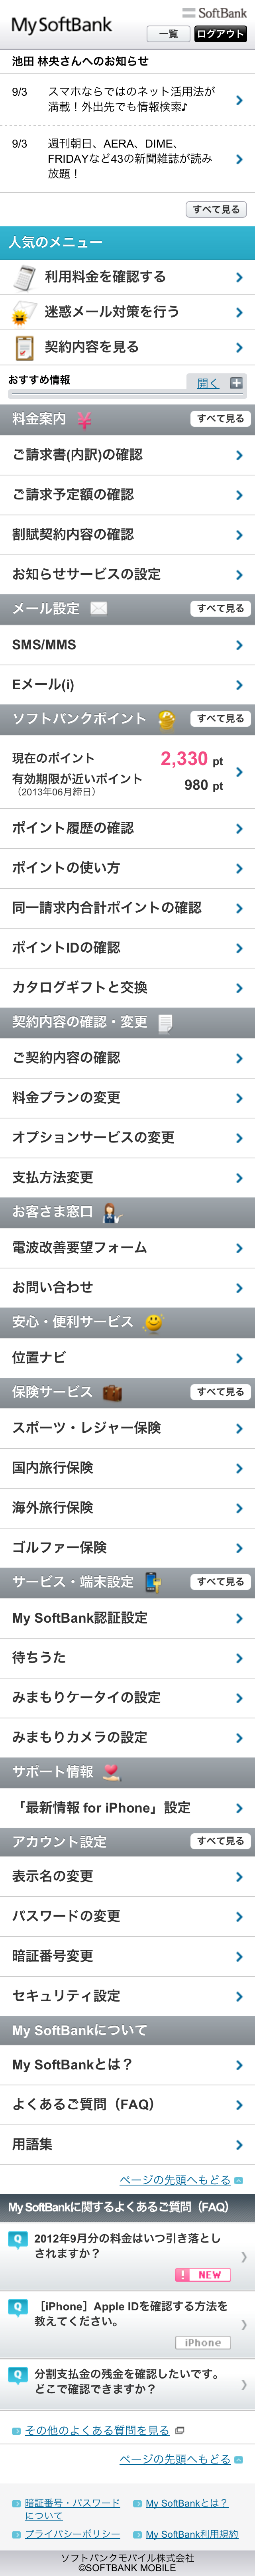 My SoftBank
SoftBank
一覧
ログアウト
池田 林央さんへのお知らせ
9/3
スマホならではのネット活用法が
満載！外出先でも情報検索♪
9/3
週刊朝日、AERA、DIME、
FRIDAYなど43の新聞雑誌が読み
放題！
すべて見る
人気のメニュー
利用料金を確認する
迷惑メール対策を行う
契約内容を見る
おすすめ情報
開く
料金案内
すべて見る
ご請求書(内訳)の確認
ご請求予定額の確認
割賦契約内容の確認
お知らせサービスの設定
メール設定
すべて見る
SMS/MMS
Eメール(i)
ソフトバンクポイント
すべて見る
現在のポイント
2,330 pt
有効期限が近いポイント
980 pt
（2013年06月締日）
ポイント履歴の確認
ポイントの使い方
同一請求内合計ポイントの確認
ポイントIDの確認
カタログギフトと交換
契約内容の確認・変更
ご契約内容の確認
料金プランの変更
オプションサービスの変更
支払方法変更
お客さま窓口
電波改善要望フォーム
お問い合わせ
安心・便利サービス
位置ナビ
保険サービス
すべて見る
スポーツ・レジャー保険
国内旅行保険
海外旅行保険
ゴルファー保険
サービス・端末設定
すべて見る
My SoftBank認証設定
待ちうた
みまもりケータイの設定
みまもりカメラの設定
サポート情報
「最新情報 for iPhone」設定
アカウント設定
すべて見る
表示名の変更
パスワードの変更
暗証番号変更
セキュリティ設定
My SoftBankについて
My SoftBankとは？
よくあるご質問（FAQ）
用語集
ページの先頭へもどる
My SoftBankに関するよくあるご質問（FAQ）
Q
2012年9月分の料金はいつ引き落とし
されますか？
! NEW
Q
［iPhone］Apple IDを確認する方法を
教えてください。
iPhone
Q
分割支払金の残金を確認したいです。
どこで確認できますか？
その他のよくある質問を見る
ページの先頭へもどる
暗証番号・パスワード
について
My SoftBankとは？
プライバシーポリシー
My SoftBank利用規約
ソフトバンクモバイル株式会社
©SOFTBANK MOBILE